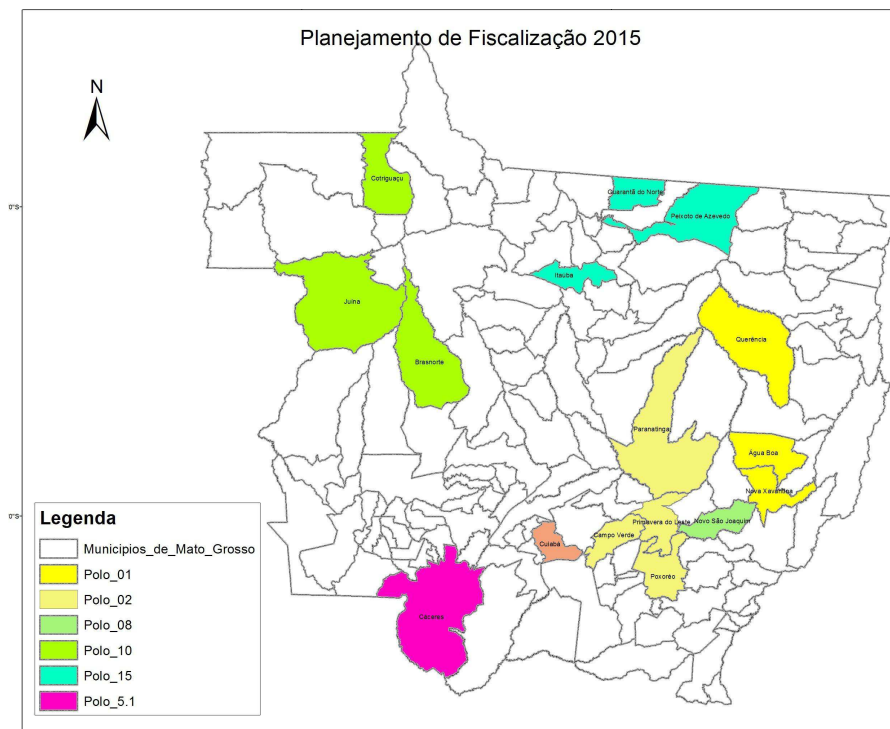 Planejamento de Fiscalização 2015
N
Cotriguaçu
Guarantã do Norte
0°S
Peixoto de Azevedo
Itaúba
Juína
Querência
Brasnorte
Paranatinga
Água Boa
Nova Xavantina
0°S
Primavera do Leste
Novo São Joaquim
Campo Verde
Cuiabá
Poxoréo
Cáceres
Legenda
Municipios_de_Mato_Grosso
Polo_01
Polo_02
Polo_08
Polo_10
Polo_15
Polo_5.1